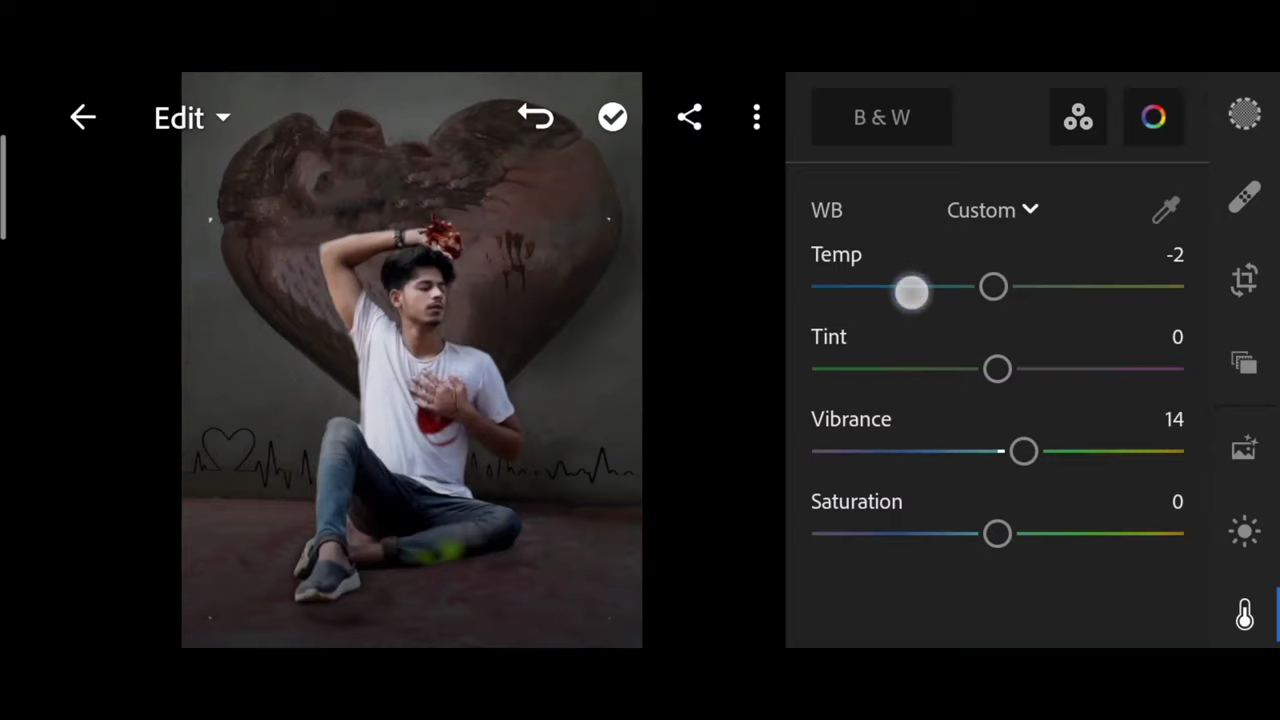 Edit
B & W
WB Custom
Temp -2
Tint 0
Vibrance 14
Saturation 0